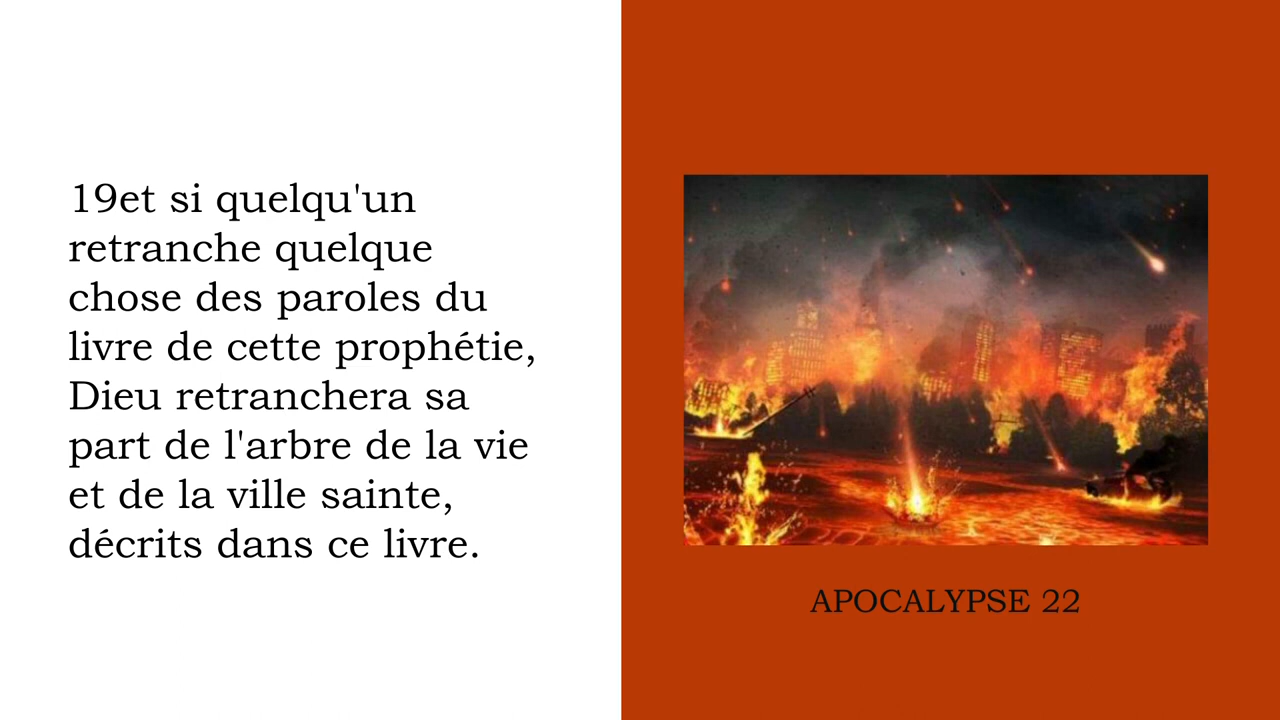 19et si quelqu'un
retranche quelque
chose des paroles du
livre de cette prophétie,
Dieu retranchera sa
part de l'arbre de la vie
et de la ville sainte,
décrits dans ce livre.
APOCALYPSE 22